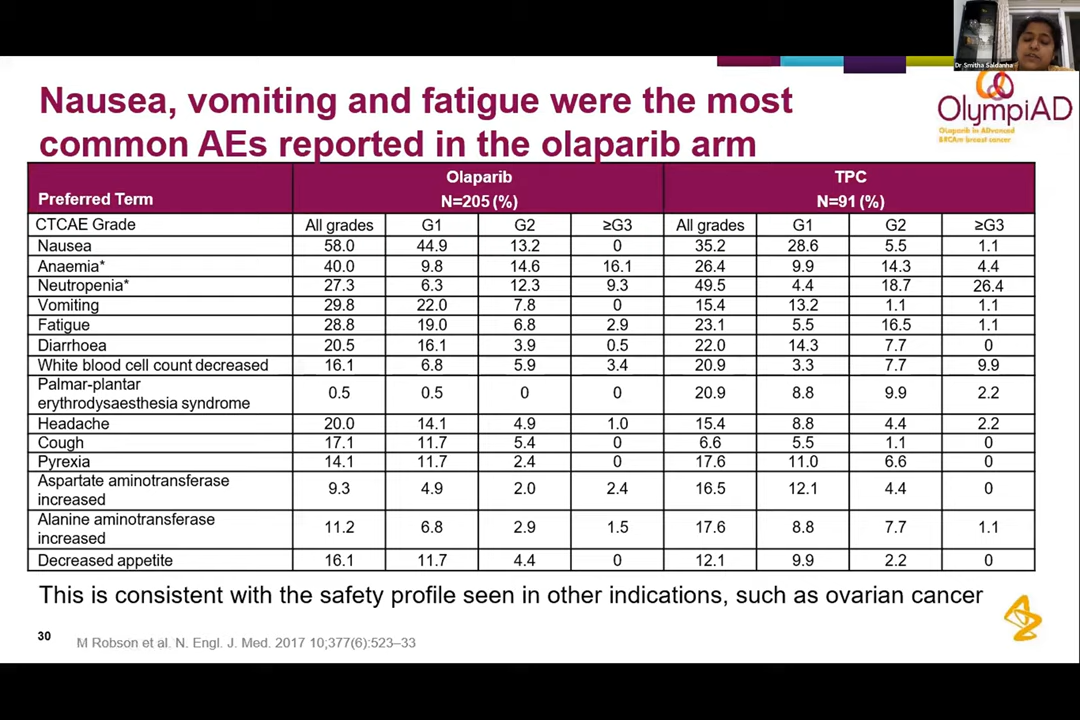 Dr Smitha Saldanha
Nausea, vomiting and fatigue were the most
common AEs reported in the olaparib arm
OlympiAD
Olaparib in ADvanced
BRCAm breast cancer
Preferred Term Olaparib N=205 (%) TPC N=91 (%)
CTCAE Grade All grades G1 G2 ≥G3 All grades G1 G2 ≥G3
Nausea 58.0 44.9 13.2 0 35.2 28.6 5.5 1.1
Anaemia* 40.0 9.8 14.6 16.1 26.4 9.9 14.3 4.4
Neutropenia* 27.3 6.3 12.3 9.3 49.5 4.4 18.7 26.4
Vomiting 29.8 22.0 7.8 0 15.4 13.2 1.1 1.1
Fatigue 28.8 19.0 6.8 2.9 23.1 5.5 16.5 1.1
Diarrhoea 20.5 16.1 3.9 0.5 22.0 14.3 7.7 0
White blood cell count decreased 16.1 6.8 5.9 3.4 20.9 3.3 7.7 9.9
Palmar-plantar
erythrodysaesthesia syndrome 0.5 0.5 0 0 20.9 8.8 9.9 2.2
Headache 20.0 14.1 4.9 1.0 15.4 8.8 4.4 2.2
Cough 17.1 11.7 5.4 0 6.6 5.5 1.1 0
Pyrexia 14.1 11.7 2.4 0 17.6 11.0 6.6 0
Aspartate aminotransferase
increased 9.3 4.9 2.0 2.4 16.5 12.1 4.4 0
Alanine aminotransferase
increased 11.2 6.8 2.9 1.5 17.6 8.8 7.7 1.1
Decreased appetite 16.1 11.7 4.4 0 12.1 9.9 2.2 0
This is consistent with the safety profile seen in other indications, such as ovarian cancer
30
M Robson et al. N. Engl. J. Med. 2017 10;377(6):523–33